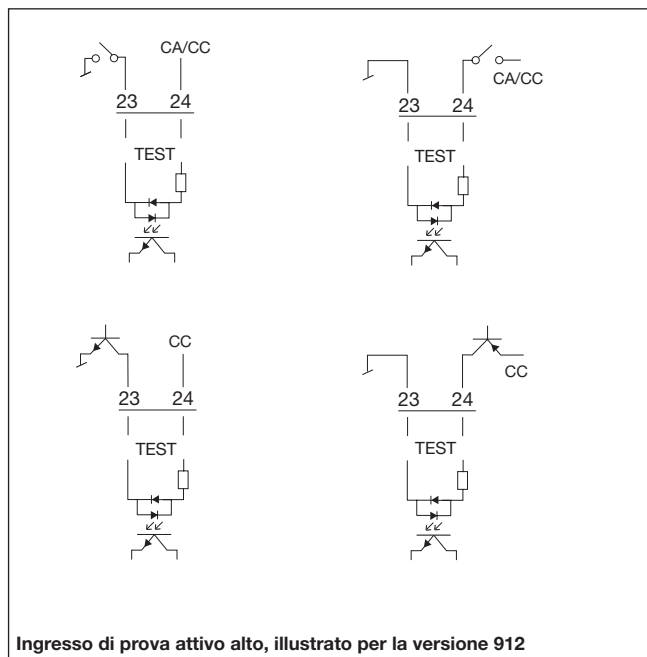 CA/CC
23 24
TEST
CA/CC
23 24
TEST
CC
23 24
TEST
CC
23 24
TEST
Ingresso di prova attivo alto, illustrato per la versione 912